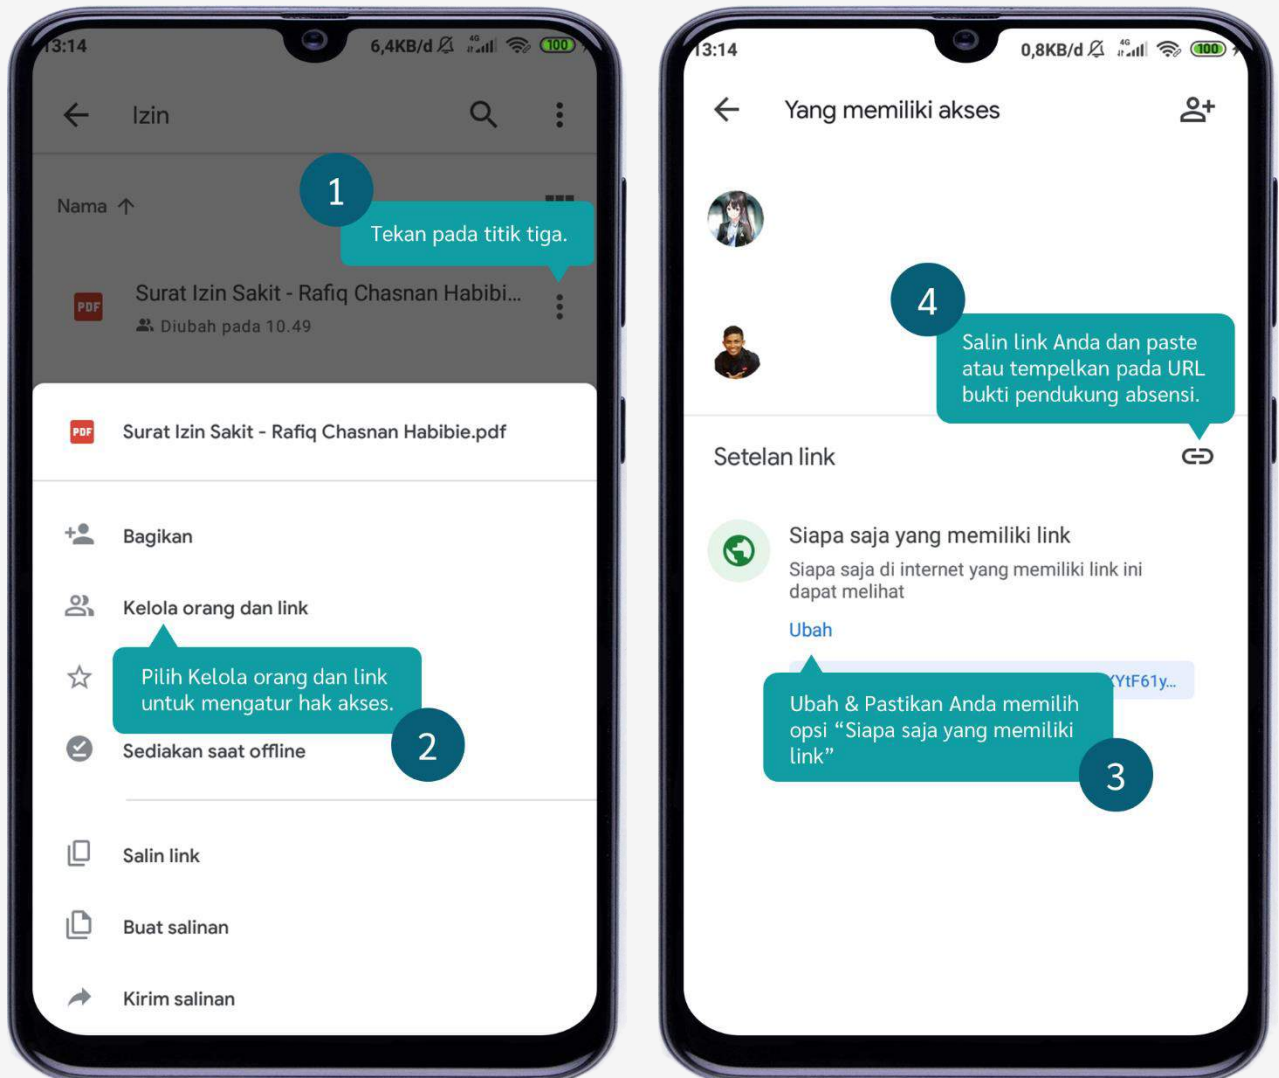 13:14
6,4KB/d 4G 100
Izin
1
Nama
Tekan pada titik tiga.
PDF
Surat Izin Sakit - Rafiq Chasnan Habibi...
Diubah pada 10.49
PDF
Surat Izin Sakit - Rafiq Chasnan Habibie.pdf
Bagikan
Kelola orang dan link
Pilih Kelola orang dan link
untuk mengatur hak akses.
2
Sediakan saat offline
Salin link
Buat salinan
Kirim salinan
13:14
0,8KB/d 4G 100
Yang memiliki akses
4
Salin link Anda dan paste
atau tempelkan pada URL
bukti pendukung absensi.
Setelan link
Siapa saja yang memiliki link
Siapa saja di internet yang memiliki link ini
dapat melihat
Ubah
YtF61y...
Ubah & Pastikan Anda memilih
opsi “Siapa saja yang memiliki
link”
3